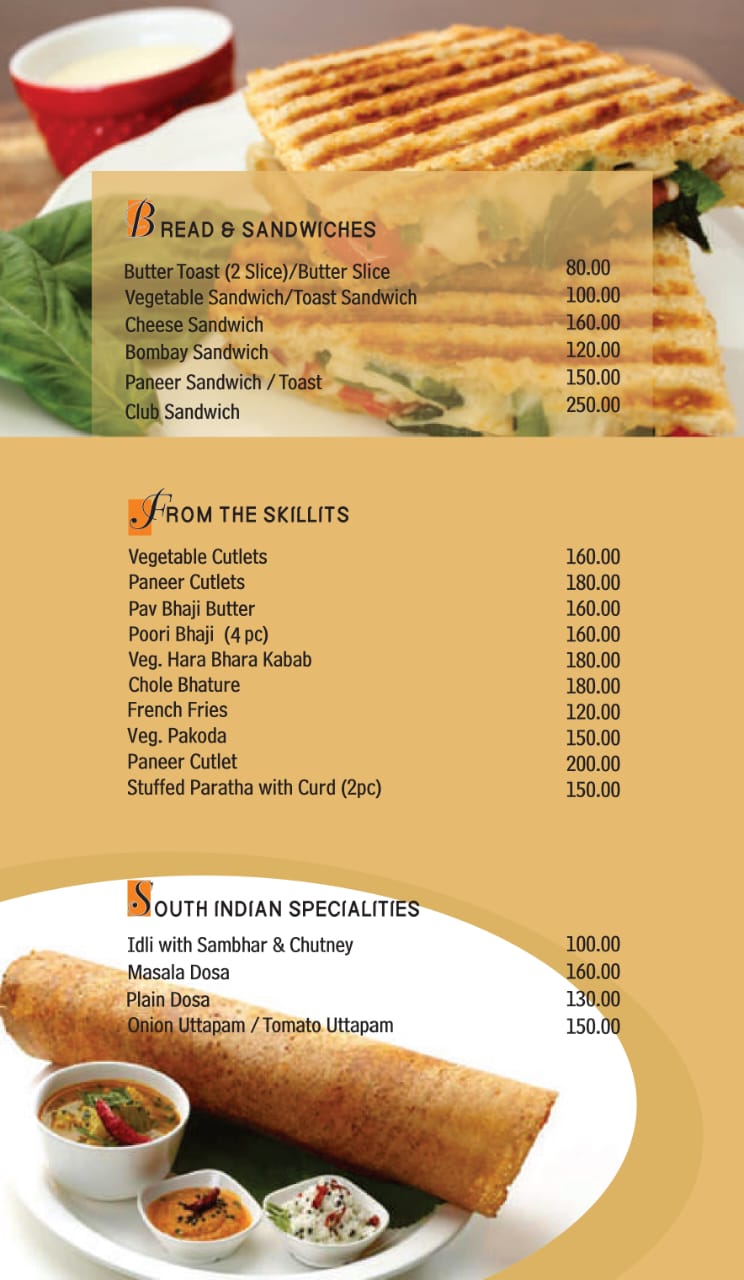 BREAD & SANDWICHES
Butter Toast (2 Slice)/Butter Slice 80.00
Vegetable Sandwich/Toast Sandwich 100.00
Cheese Sandwich 160.00
Bombay Sandwich 120.00
Paneer Sandwich / Toast 150.00
Club Sandwich 250.00
FROM THE SKILLITS
Vegetable Cutlets 160.00
Paneer Cutlets 180.00
Pav Bhaji Butter 160.00
Poori Bhaji (4 pc) 160.00
Veg. Hara Bhara Kabab 180.00
Chole Bhature 180.00
French Fries 120.00
Veg. Pakoda 150.00
Paneer Cutlet 200.00
Stuffed Paratha with Curd (2pc) 150.00
SOUTH INDIAN SPECIALITIES
Idli with Sambhar & Chutney 100.00
Masala Dosa 160.00
Plain Dosa 130.00
Onion Uttapam / Tomato Uttapam 150.00